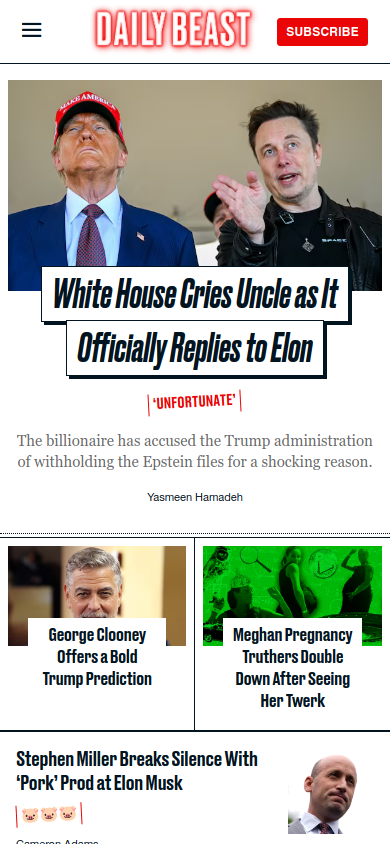 DAILY BEAST
SUBSCRIBE
MAKE AMERICA
SPACEX
White House Cries Uncle as It
Officially Replies to Elon
‘UNFORTUNATE’
The billionaire has accused the Trump administration
of withholding the Epstein files for a shocking reason.
Yasmeen Hamadeh
George Clooney
Offers a Bold
Trump Prediction
Meghan Pregnancy
Truthers Double
Down After Seeing
Her Twerk
Stephen Miller Breaks Silence With
‘Pork’ Prod at Elon Musk
🐷🐷🐷
Cameron Adams